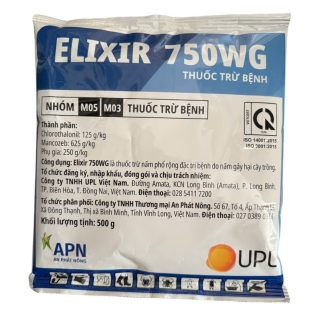 ELIXIR 750WG
THUỐC TRỪ BỆNH
NHÓM M05 M03 THUỐC TRỪ BỆNH
Thành phần:
Chlorothalonil: 125 g/kg
Mancozeb: 625 g/kg
Phụ gia: 250 g/kg
ISO 14001:2015
ISO 9001:2015
Công dụng: Elixir 750WG là thuốc trừ nấm phổ rộng đặc trị bệnh do nấm gây hại cây trồng.
Tổ chức đăng ký, nhập khẩu, đóng gói và chịu trách nhiệm:
Công ty TNHH UPL Việt Nam, Đường Amata, KCN Long Bình (Amata), P. Long Bình,
TP. Biên Hòa, T. Đồng Nai, Việt Nam. Điện thoại: 028 5411 7200
Tổ chức phân phối: Công ty TNHH Thương mại An Phát Nông. Số 67, Tổ 4, Ấp
Xã Đông Thạnh, Thị xã Bình Minh, Tỉnh Vĩnh Long, Việt Nam. Điện thoại: 027 0389
Khối lượng tịnh: 500 g
APN
AN PHÁT NÔNG
UPL